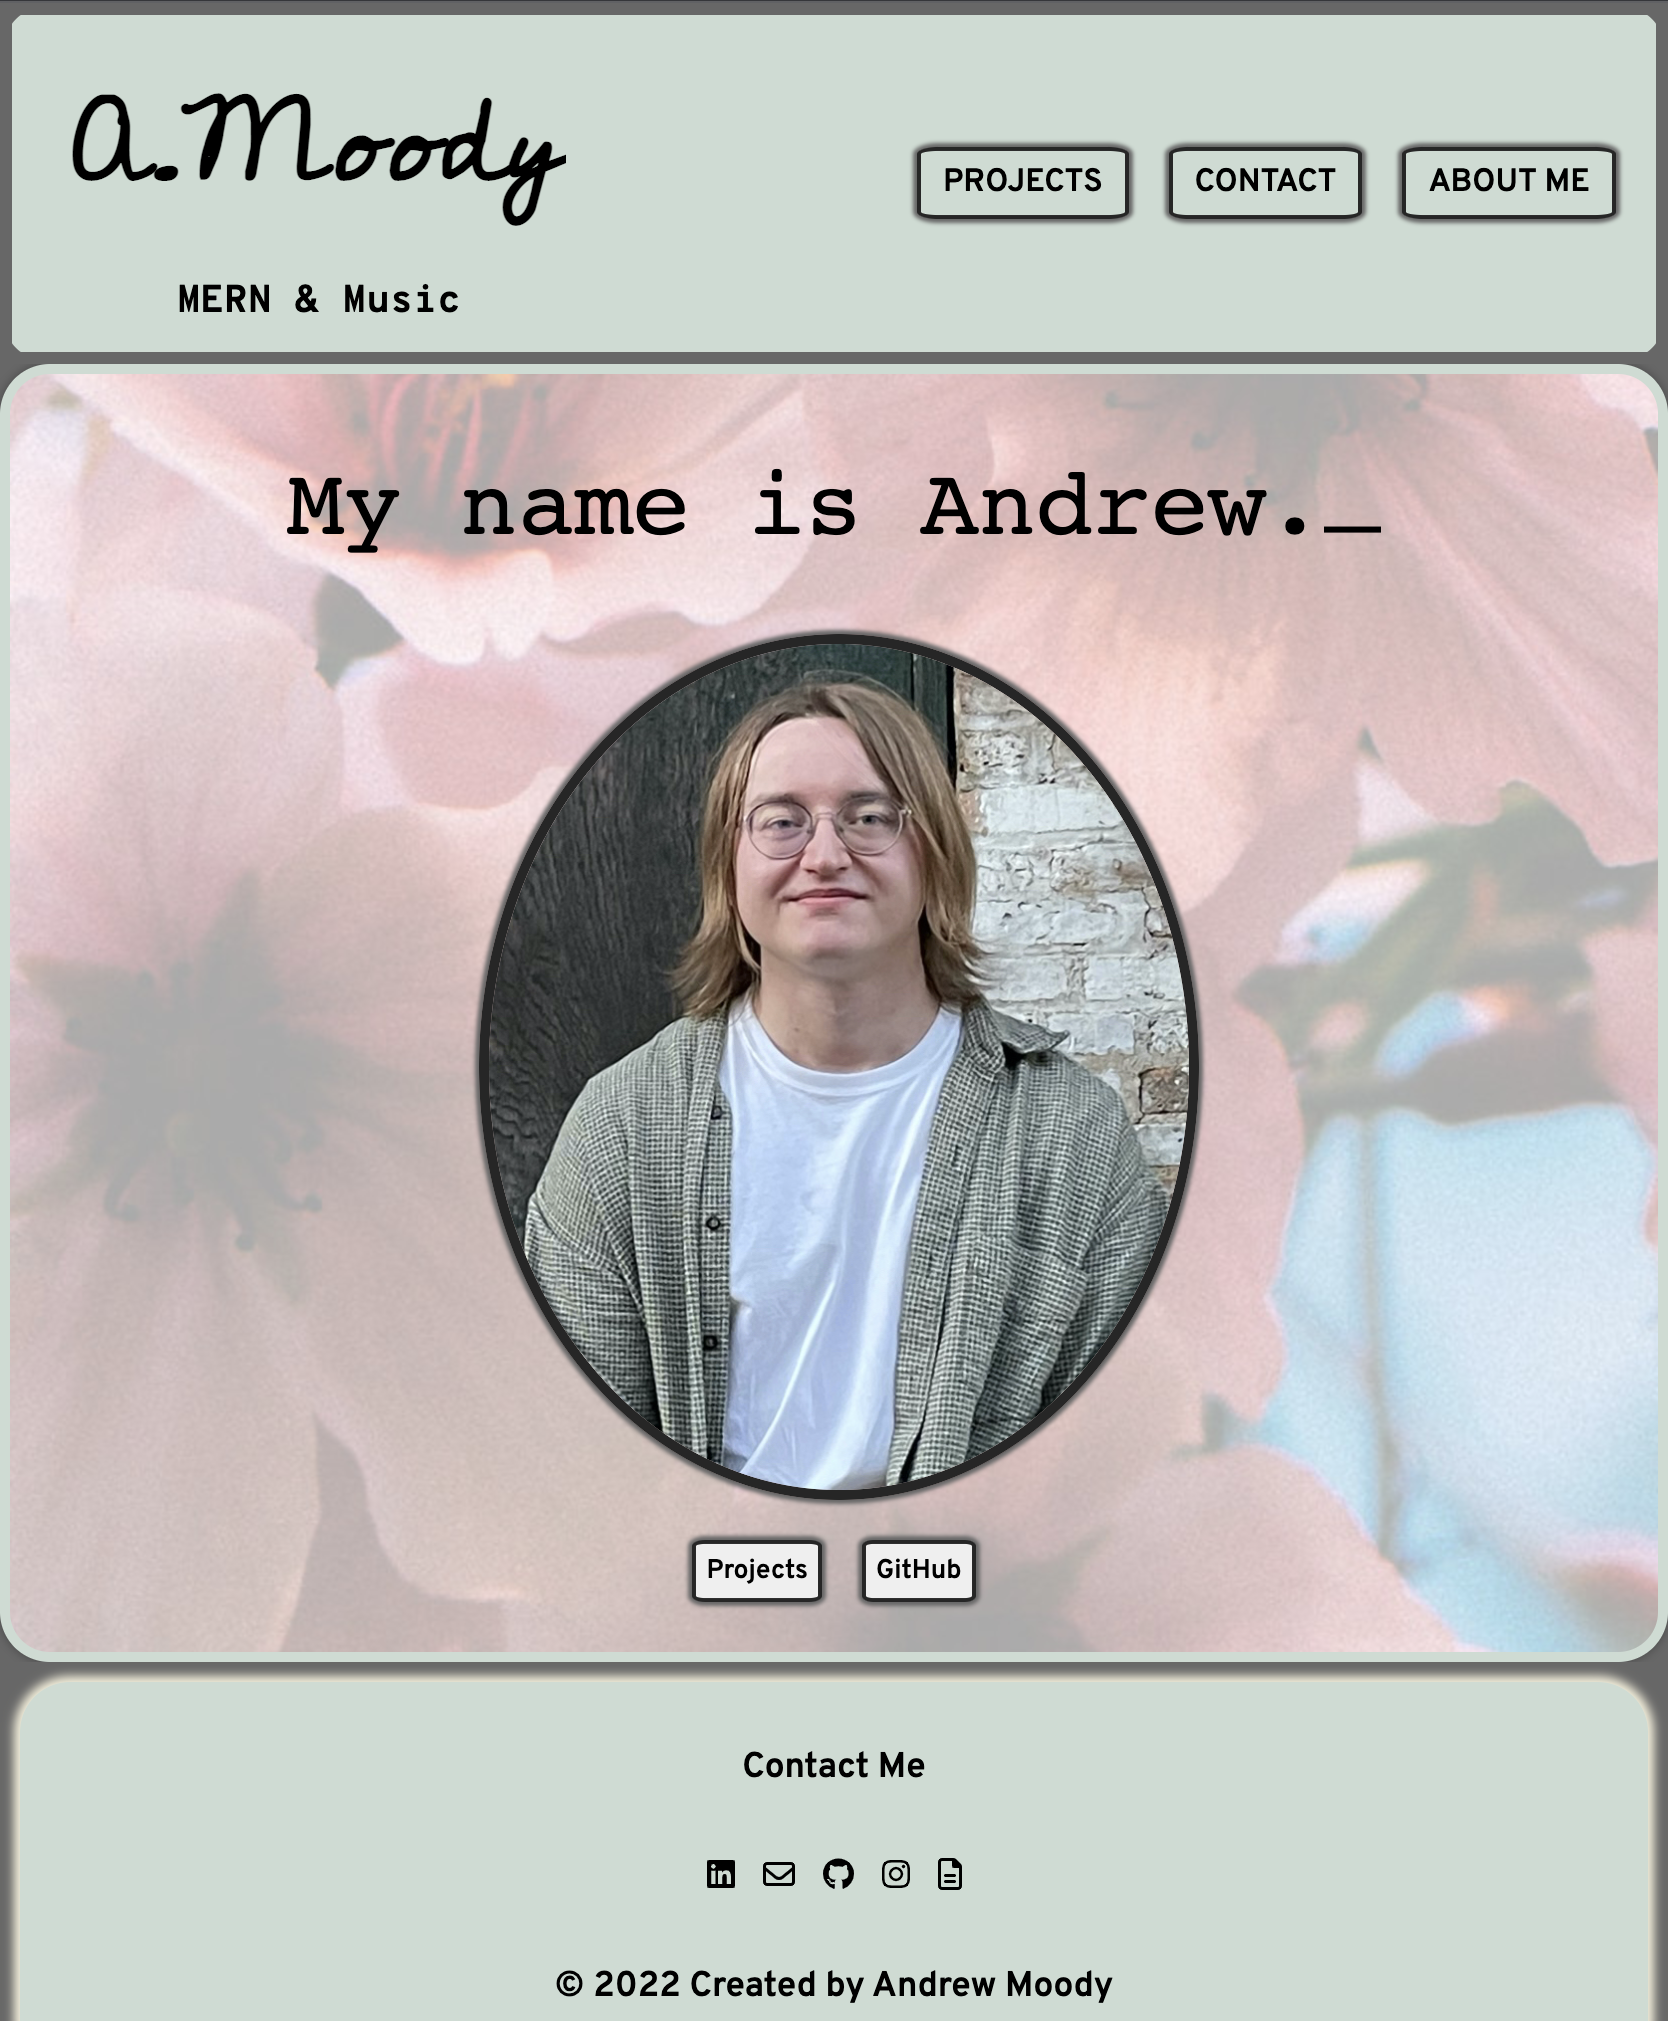 A.Moody
PROJECTS CONTACT ABOUT ME
MERN & Music
My name is Andrew._
Projects GitHub
Contact Me
in
© 2022 Created by Andrew Moody